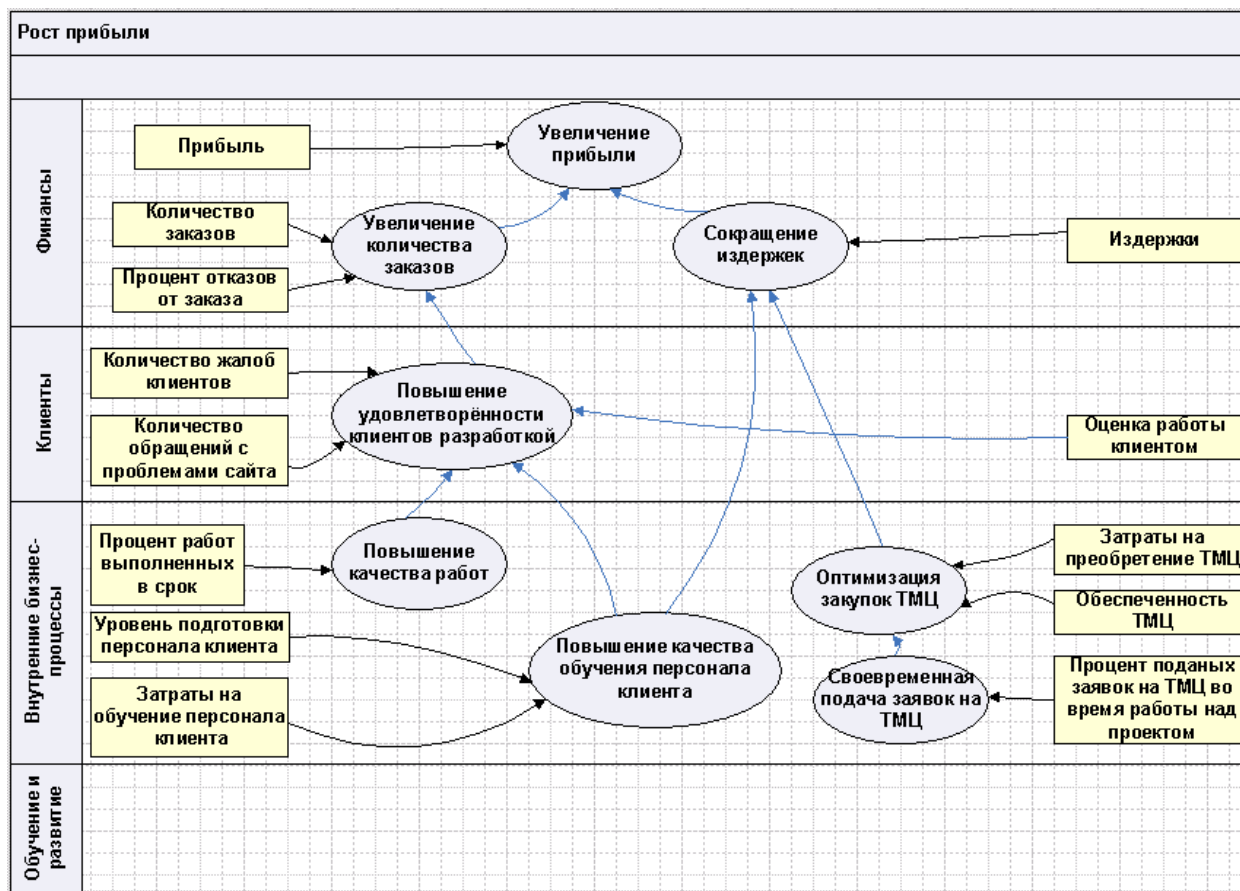 Рост прибыли
Финансы
Прибыль
Увеличение
прибыли
Количество
заказов
Увеличение
количества
заказов
Сокращение
издержек
Издержки
Процент отказов
от заказа
Клиенты
Количество жалоб
клиентов
Повышение
удовлетворённости
клиентов разработкой
Количество
обращений с
проблемами сайта
Оценка работы
клиентом
Внутренние бизнес-
процессы
Процент работ
выполненных
в срок
Повышение
качества работ
Оптимизация
закупок ТМЦ
Затраты на
преобретение ТМЦ
Обеспеченность
ТМЦ
Уровень подготовки
персонала клиента
Повышение качества
обучения персонала
клиента
Затраты на
обучение персонала
клиента
Своевременная
подача заявок на
ТМЦ
Процент поданых
заявок на ТМЦ во
время работы над
проектом
Обучение и
развитие